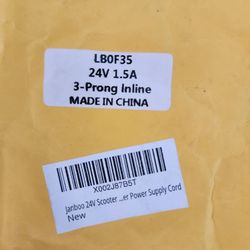 LB0F35
24V 1.5A
3-Prong Inline
MADE IN CHINA
X002J87B5T
Janboo 24V Scooter ...er Power Supply Cord
New